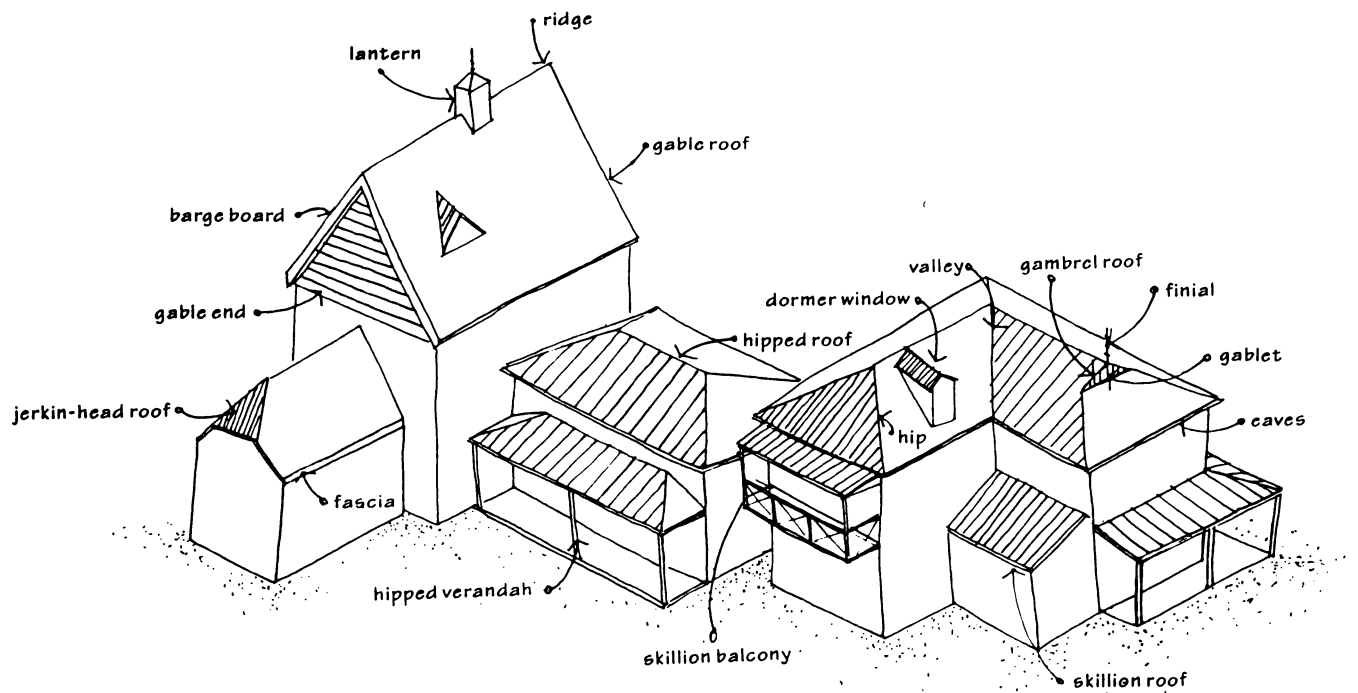 ridge
lantern
gable roof
barge board
gable end
valley
gambrel roof
dormer window
finial
hipped roof
gablet
jerkin-head roof
hip
eaves
fascia
hipped verandah
skillion balcony
skillion roof